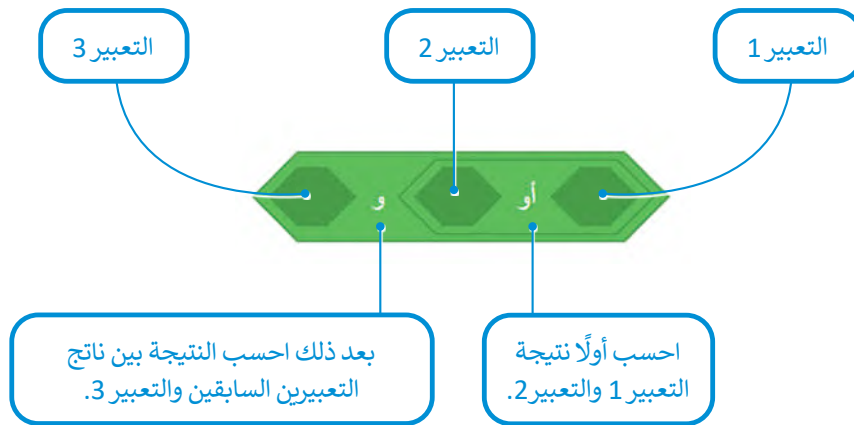 التعبير 1
التعبير 2
التعبير 3
أو
و
احسب أولًا نتيجة
التعبير 1 والتعبير2.
بعد ذلك احسب النتيجة بين ناتج
التعبيرين السابقين والتعبير 3.